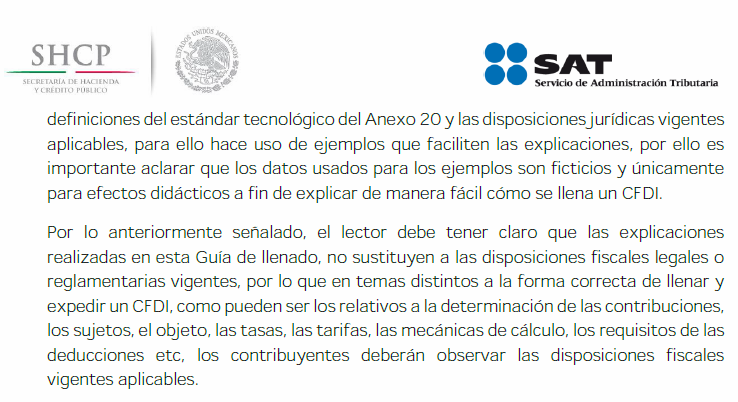 SHCP
SECRETARÍA DE HACIENDA
Y CRÉDITO PÚBLICO
ESTADOS UNIDOS MEXICANOS
SAT
Servicio de Administración Tributaria
definiciones del estándar tecnológico del Anexo 20 y las disposiciones jurídicas vigentes
aplicables, para ello hace uso de ejemplos que faciliten las explicaciones, por ello es
importante aclarar que los datos usados para los ejemplos son ficticios y únicamente
para efectos didácticos a fin de explicar de manera fácil cómo se llena un CFDI.
Por lo anteriormente señalado, el lector debe tener claro que las explicaciones
realizadas en esta Guía de llenado, no sustituyen a las disposiciones fiscales legales o
reglamentarias vigentes, por lo que en temas distintos a la forma correcta de llenar y
expedir un CFDI, como pueden ser los relativos a la determinación de las contribuciones,
los sujetos, el objeto, las tasas, las tarifas, las mecánicas de cálculo, los requisitos de las
deducciones etc, los contribuyentes deberán observar las disposiciones fiscales
vigentes aplicables.